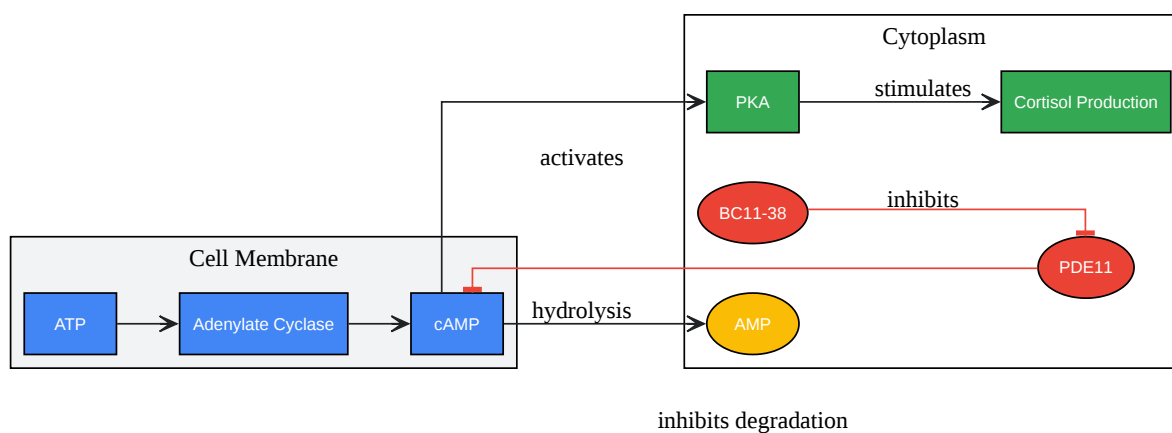 Cytoplasm
PKA
stimulates
Cortisol Production
activates
BC11-38
inhibits
Cell Membrane
PDE11
ATP
Adenylate Cyclase
cAMP
hydrolysis
AMP
inhibits degradation